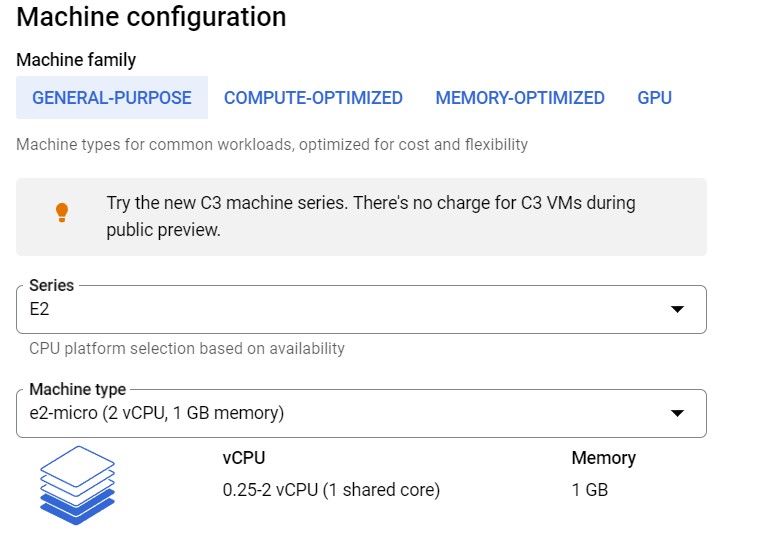 Machine configuration
Machine family
GENERAL-PURPOSE COMPUTE-OPTIMIZED MEMORY-OPTIMIZED GPU
Machine types for common workloads, optimized for cost and flexibility
Try the new C3 machine series. There's no charge for C3 VMs during
public preview.
Series
E2
CPU platform selection based on availability
Machine type
e2-micro (2 vCPU, 1 GB memory)
vCPU Memory
0.25-2 vCPU (1 shared core) 1 GB